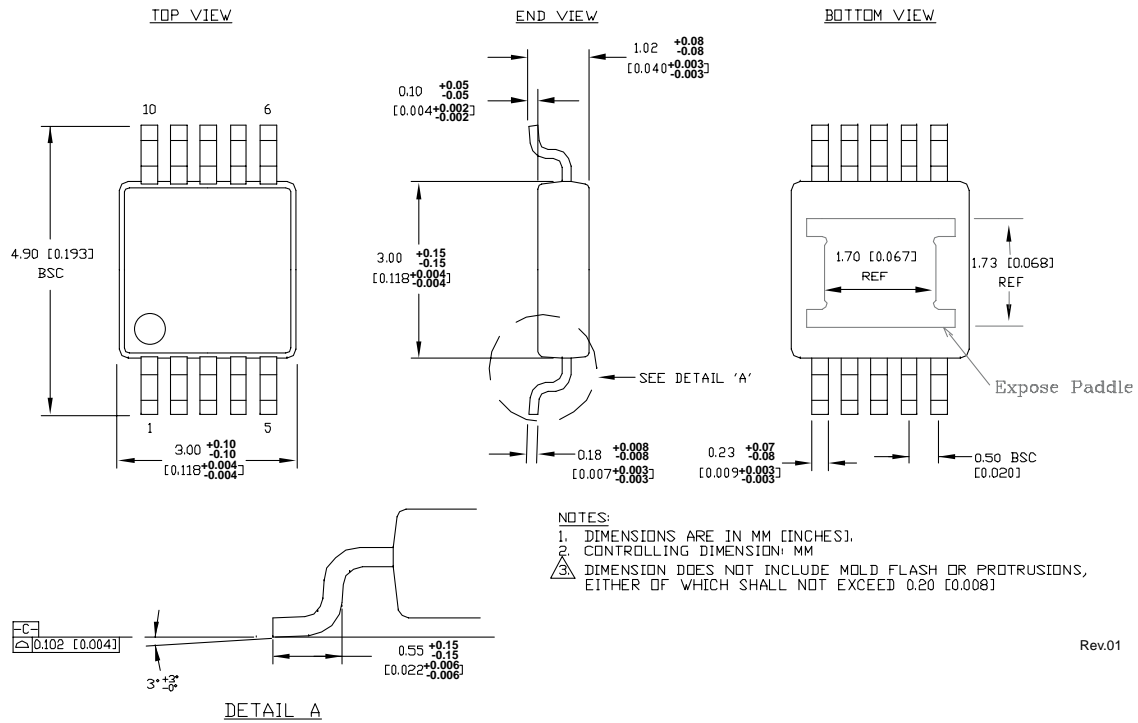 TOP VIEW
END VIEW
BOTTOM VIEW
1.02 +0.08 -0.08
[0.040+0.003 -0.003]
0.10 +0.05 -0.05
[0.004+0.002 -0.002]
10
6
4.90 [0.193]
BSC
3.00 +0.15 -0.15
[0.118+0.004 -0.004]
1.70 [0.067]
REF
1.73 [0.068]
REF
SEE DETAIL 'A'
Expose Paddle
1
5
3.00 +0.10 -0.10
[0.118+0.004 -0.004]
0.18 +0.008 -0.008
[0.007+0.003 -0.003]
0.23 +0.07 -0.08
[0.009+0.003 -0.003]
0.50 BSC
[0.020]
NOTES:
1. DIMENSIONS ARE IN MM [INCHES].
2. CONTROLLING DIMENSION: MM
3. DIMENSION DOES NOT INCLUDE MOLD FLASH OR PROTRUSIONS,
EITHER OF WHICH SHALL NOT EXCEED 0.20 [0.008]
-C-
0.102 [0.004]
3° +3° -0°
0.55 +0.15 -0.15
[0.022+0.006 -0.006]
DETAIL A
Rev.01